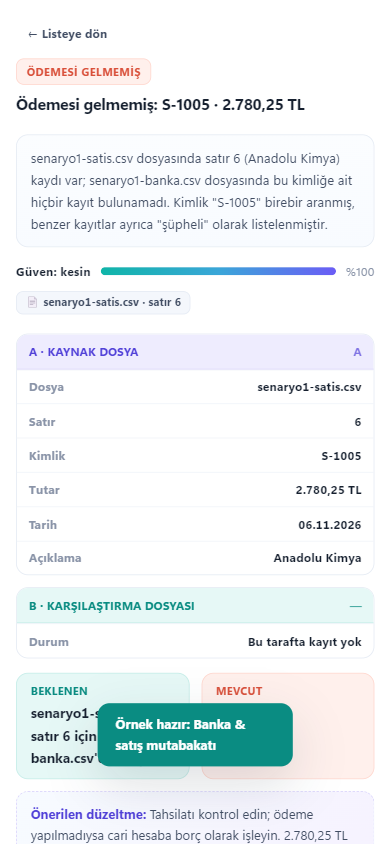 ← Listeye dön
ÖDEMESİ GELMEMİŞ
Ödemesi gelmemiş: S-1005 · 2.780,25 TL
senaryo1-satis.csv dosyasında satır 6 (Anadolu Kimya)
kaydı var; senaryo1-banka.csv dosyasında bu kimliğe ait
hiçbir kayıt bulunamadı. Kimlik "S-1005" birebir aranmış,
benzer kayıtlar ayrıca "şüpheli" olarak listelenmiştir.
Güven: kesin %100
senaryo1-satis.csv · satır 6
A · KAYNAK DOSYA A
Dosya senaryo1-satis.csv
Satır 6
Kimlik S-1005
Tutar 2.780,25 TL
Tarih 06.11.2026
Açıklama Anadolu Kimya
B · KARŞILAŞTIRMA DOSYASI —
Durum Bu tarafta kayıt yok
BEKLENEN MEVCUT
satır 6 için
Örnek hazır: Banka &
satış mutabakatı
Önerilen düzeltme: Tahsilatı kontrol edin; ödeme
yapılmadıysa cari hesaba borç olarak işleyin. 2.780,25 TL